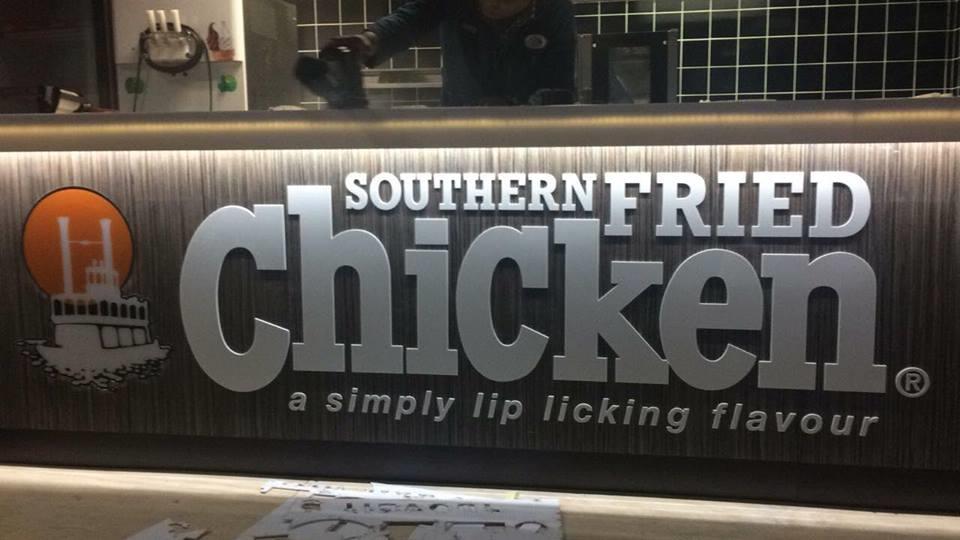 SOUTHERN FRIED
Chicken®
a simply lip licking flavour